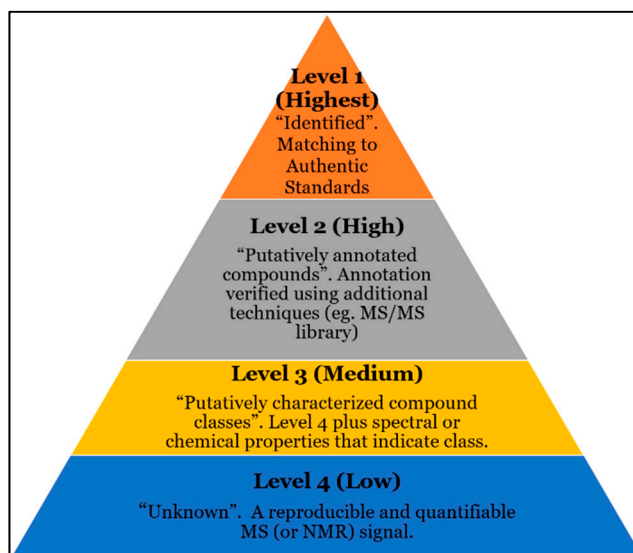 Level 1
(Highest)
“Identified”.
Matching to
Authentic
Standards
Level 2 (High)
“Putatively annotated
compounds”. Annotation
verified using additional
techniques (eg. MS/MS
library)
Level 3 (Medium)
“Putatively characterized compound
classes”. Level 4 plus spectral or
chemical properties that indicate class.
Level 4 (Low)
“Unknown”. A reproducible and quantifiable
MS (or NMR) signal.